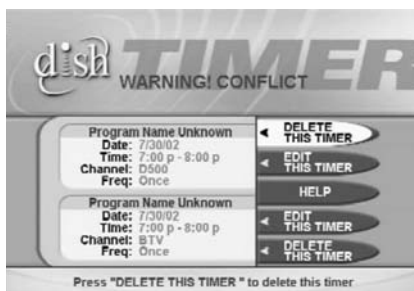 dish
TIMER
WARNING! CONFLICT
Program Name Unknown
Date: 7/30/02
Time: 7:00 p - 8:00 p
Channel: D500
Freq: Once
DELETE
THIS TIMER
EDIT
THIS TIMER
HELP
Program Name Unknown
Date: 7/30/02
Time: 7:00 p - 8:00 p
Channel: BTV
Freq: Once
EDIT
THIS TIMER
DELETE
THIS TIMER
Press "DELETE THIS TIMER " to delete this timer